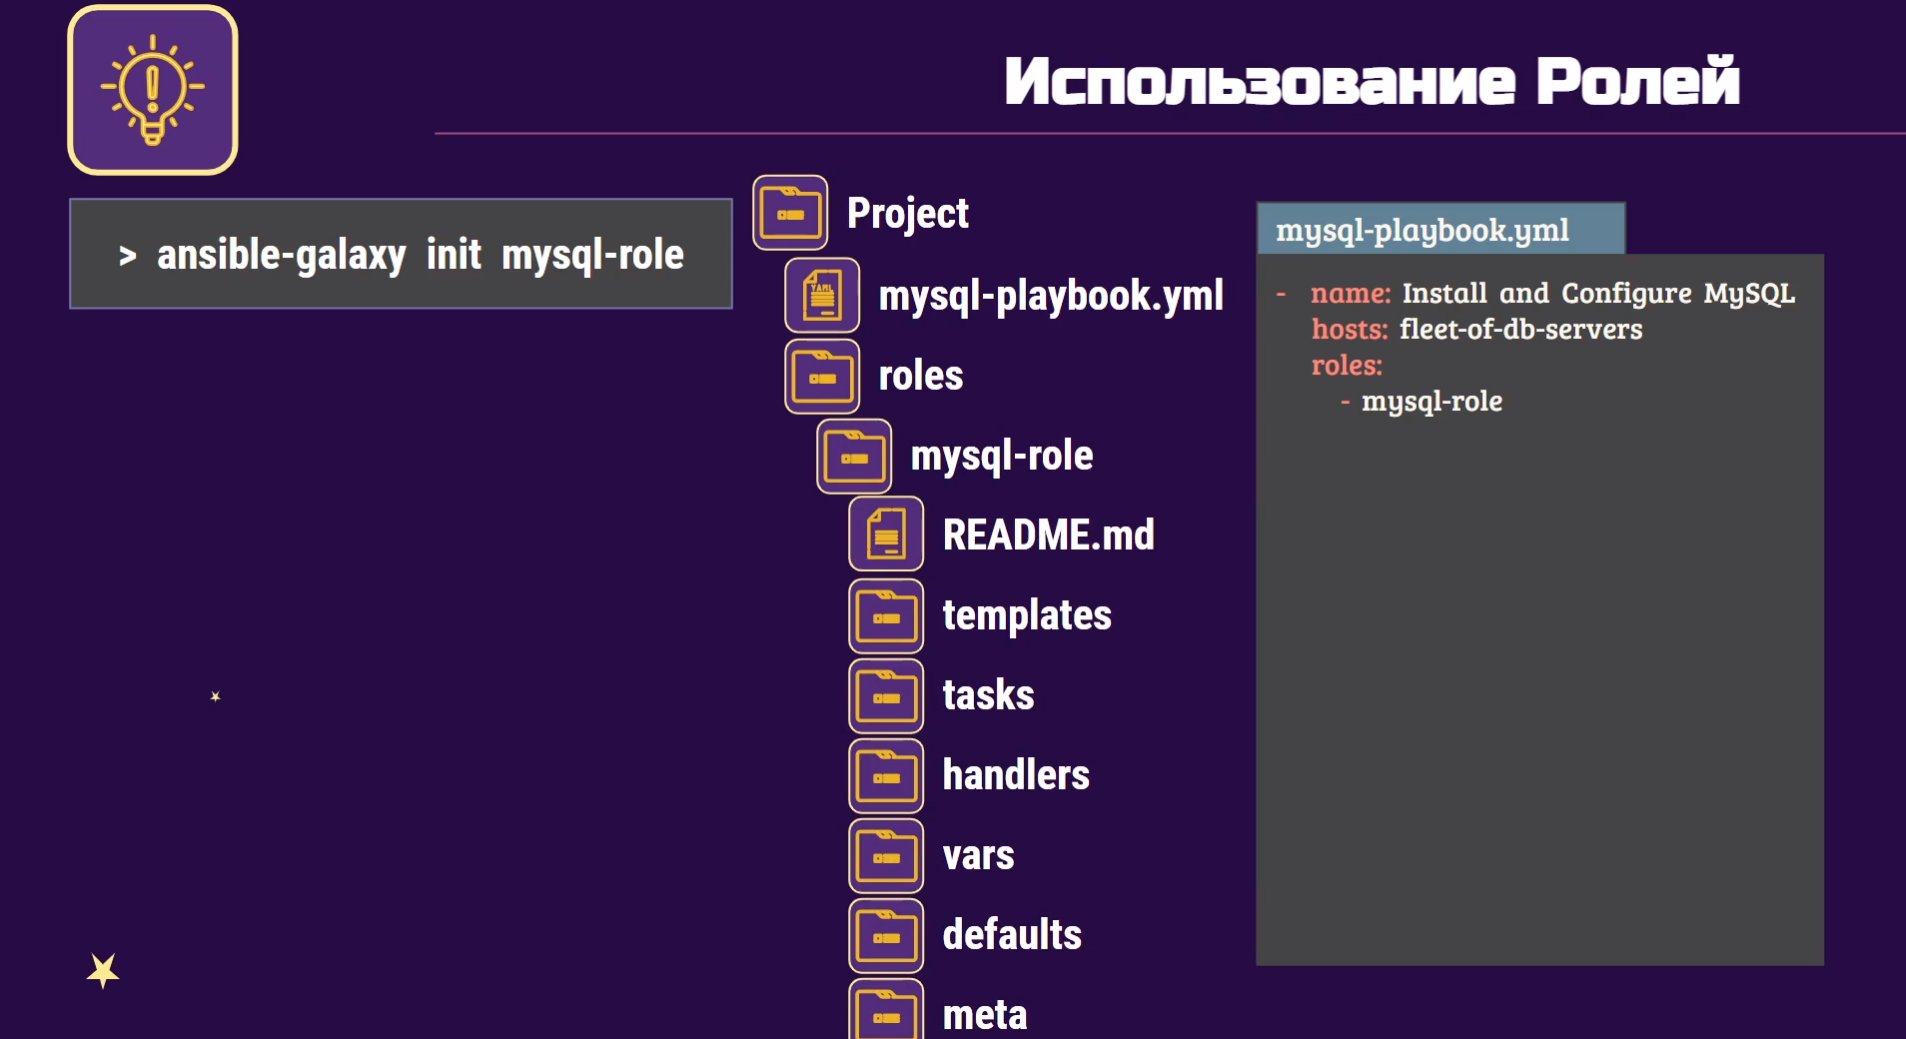 Использование Ролей
> ansible-galaxy init mysql-role
Project
mysql-playbook.yml
roles
mysql-role
README.md
templates
tasks
handlers
vars
defaults
meta
YAML
mysql-playbook.yml
- name: Install and Configure MySQL
hosts: fleet-of-db-servers
roles:
- mysql-role